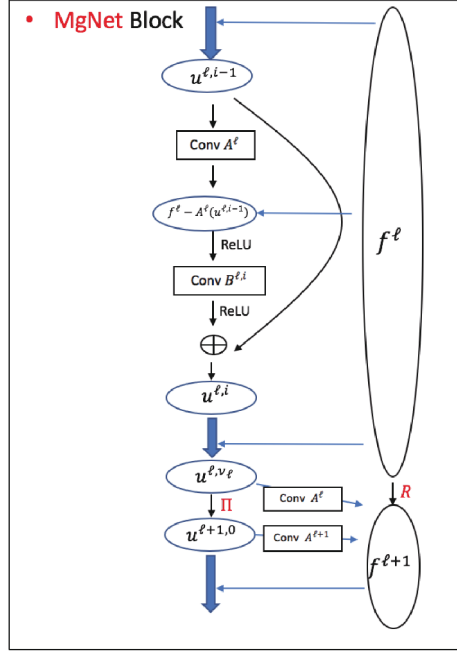 • MgNet Block
u^{ℓ,i−1}
Conv A^ℓ
f^ℓ − A^ℓ(u^{ℓ,i−1})
f^ℓ
ReLU
Conv B^{ℓ,i}
ReLU
u^{ℓ,i}
u^{ℓ,ν_ℓ}
Conv A^ℓ
R
Π
u^{ℓ+1,0}
Conv A^{ℓ+1}
f^{ℓ+1}